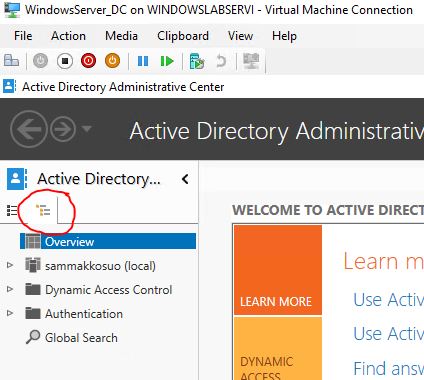 WindowsServer_DC on WINDOWSLABSERVI - Virtual Machine Connection
File Action Media Clipboard View Help
Active Directory Administrative Center
Active Directory Administrativ
Active Directory...
WELCOME TO ACTIVE DIRECT
Overview
sammakkosuo (local)
Dynamic Access Control
Authentication
Global Search
LEARN MORE
DYNAMIC
ACCESS
Learn m
Use Activ
Use Activ
Find answ